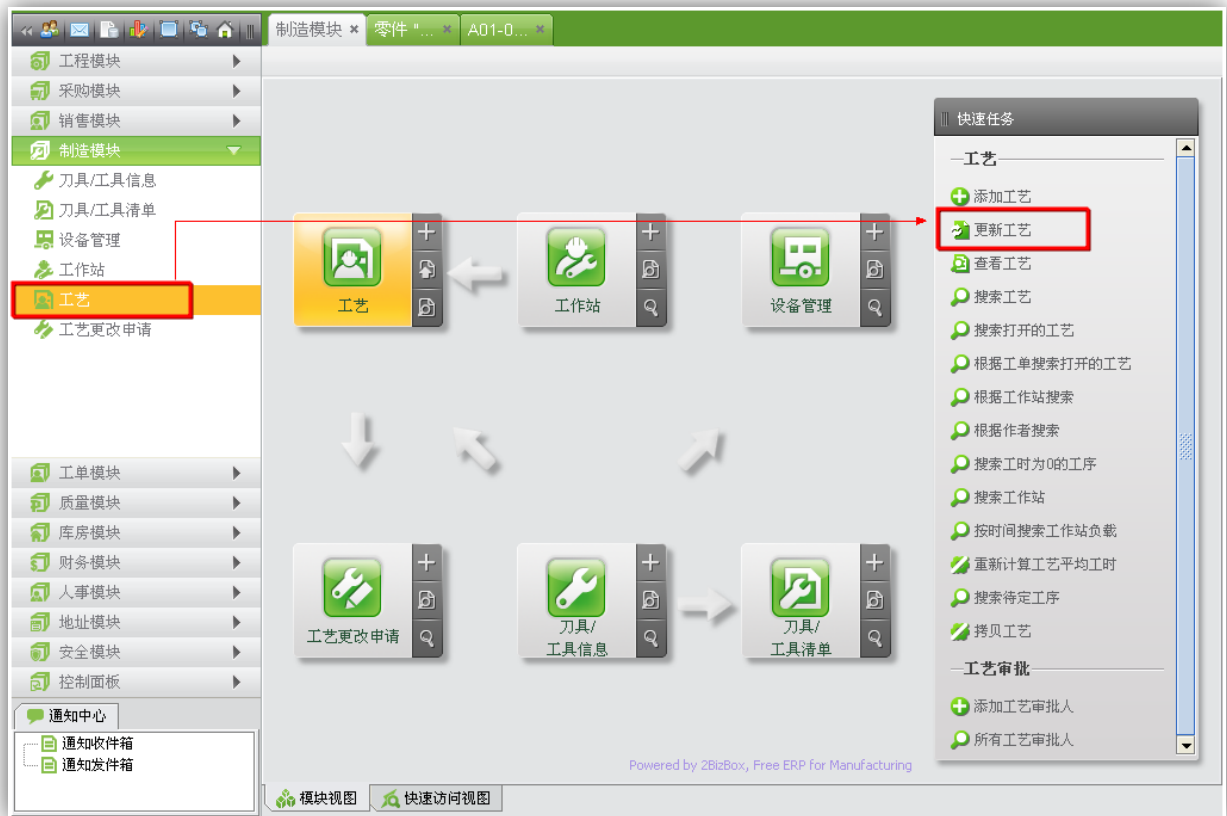 制造模块
零件 "...
A01-0...
工程模块
采购模块
销售模块
制造模块
刀具/工具信息
刀具/工具清单
设备管理
工作站
工艺
工艺更改申请
工单模块
质量模块
库房模块
财务模块
人事模块
地址模块
安全模块
控制面板
通知中心
通知收件箱
通知发件箱
工艺
工作站
设备管理
工艺更改申请
刀具/
工具信息
刀具/
工具清单
Powered by 2BizBox, Free ERP for Manufacturing
模块视图
快速访问视图
快速任务
工艺
添加工艺
更新工艺
查看工艺
搜索工艺
搜索打开的工艺
根据工单搜索打开的工艺
根据工作站搜索
根据作者搜索
搜索工时为0的工序
搜索工作站
按时间搜索工作站负载
重新计算工艺平均工时
搜索待定工序
拷贝工艺
工艺审批
添加工艺审批人
所有工艺审批人